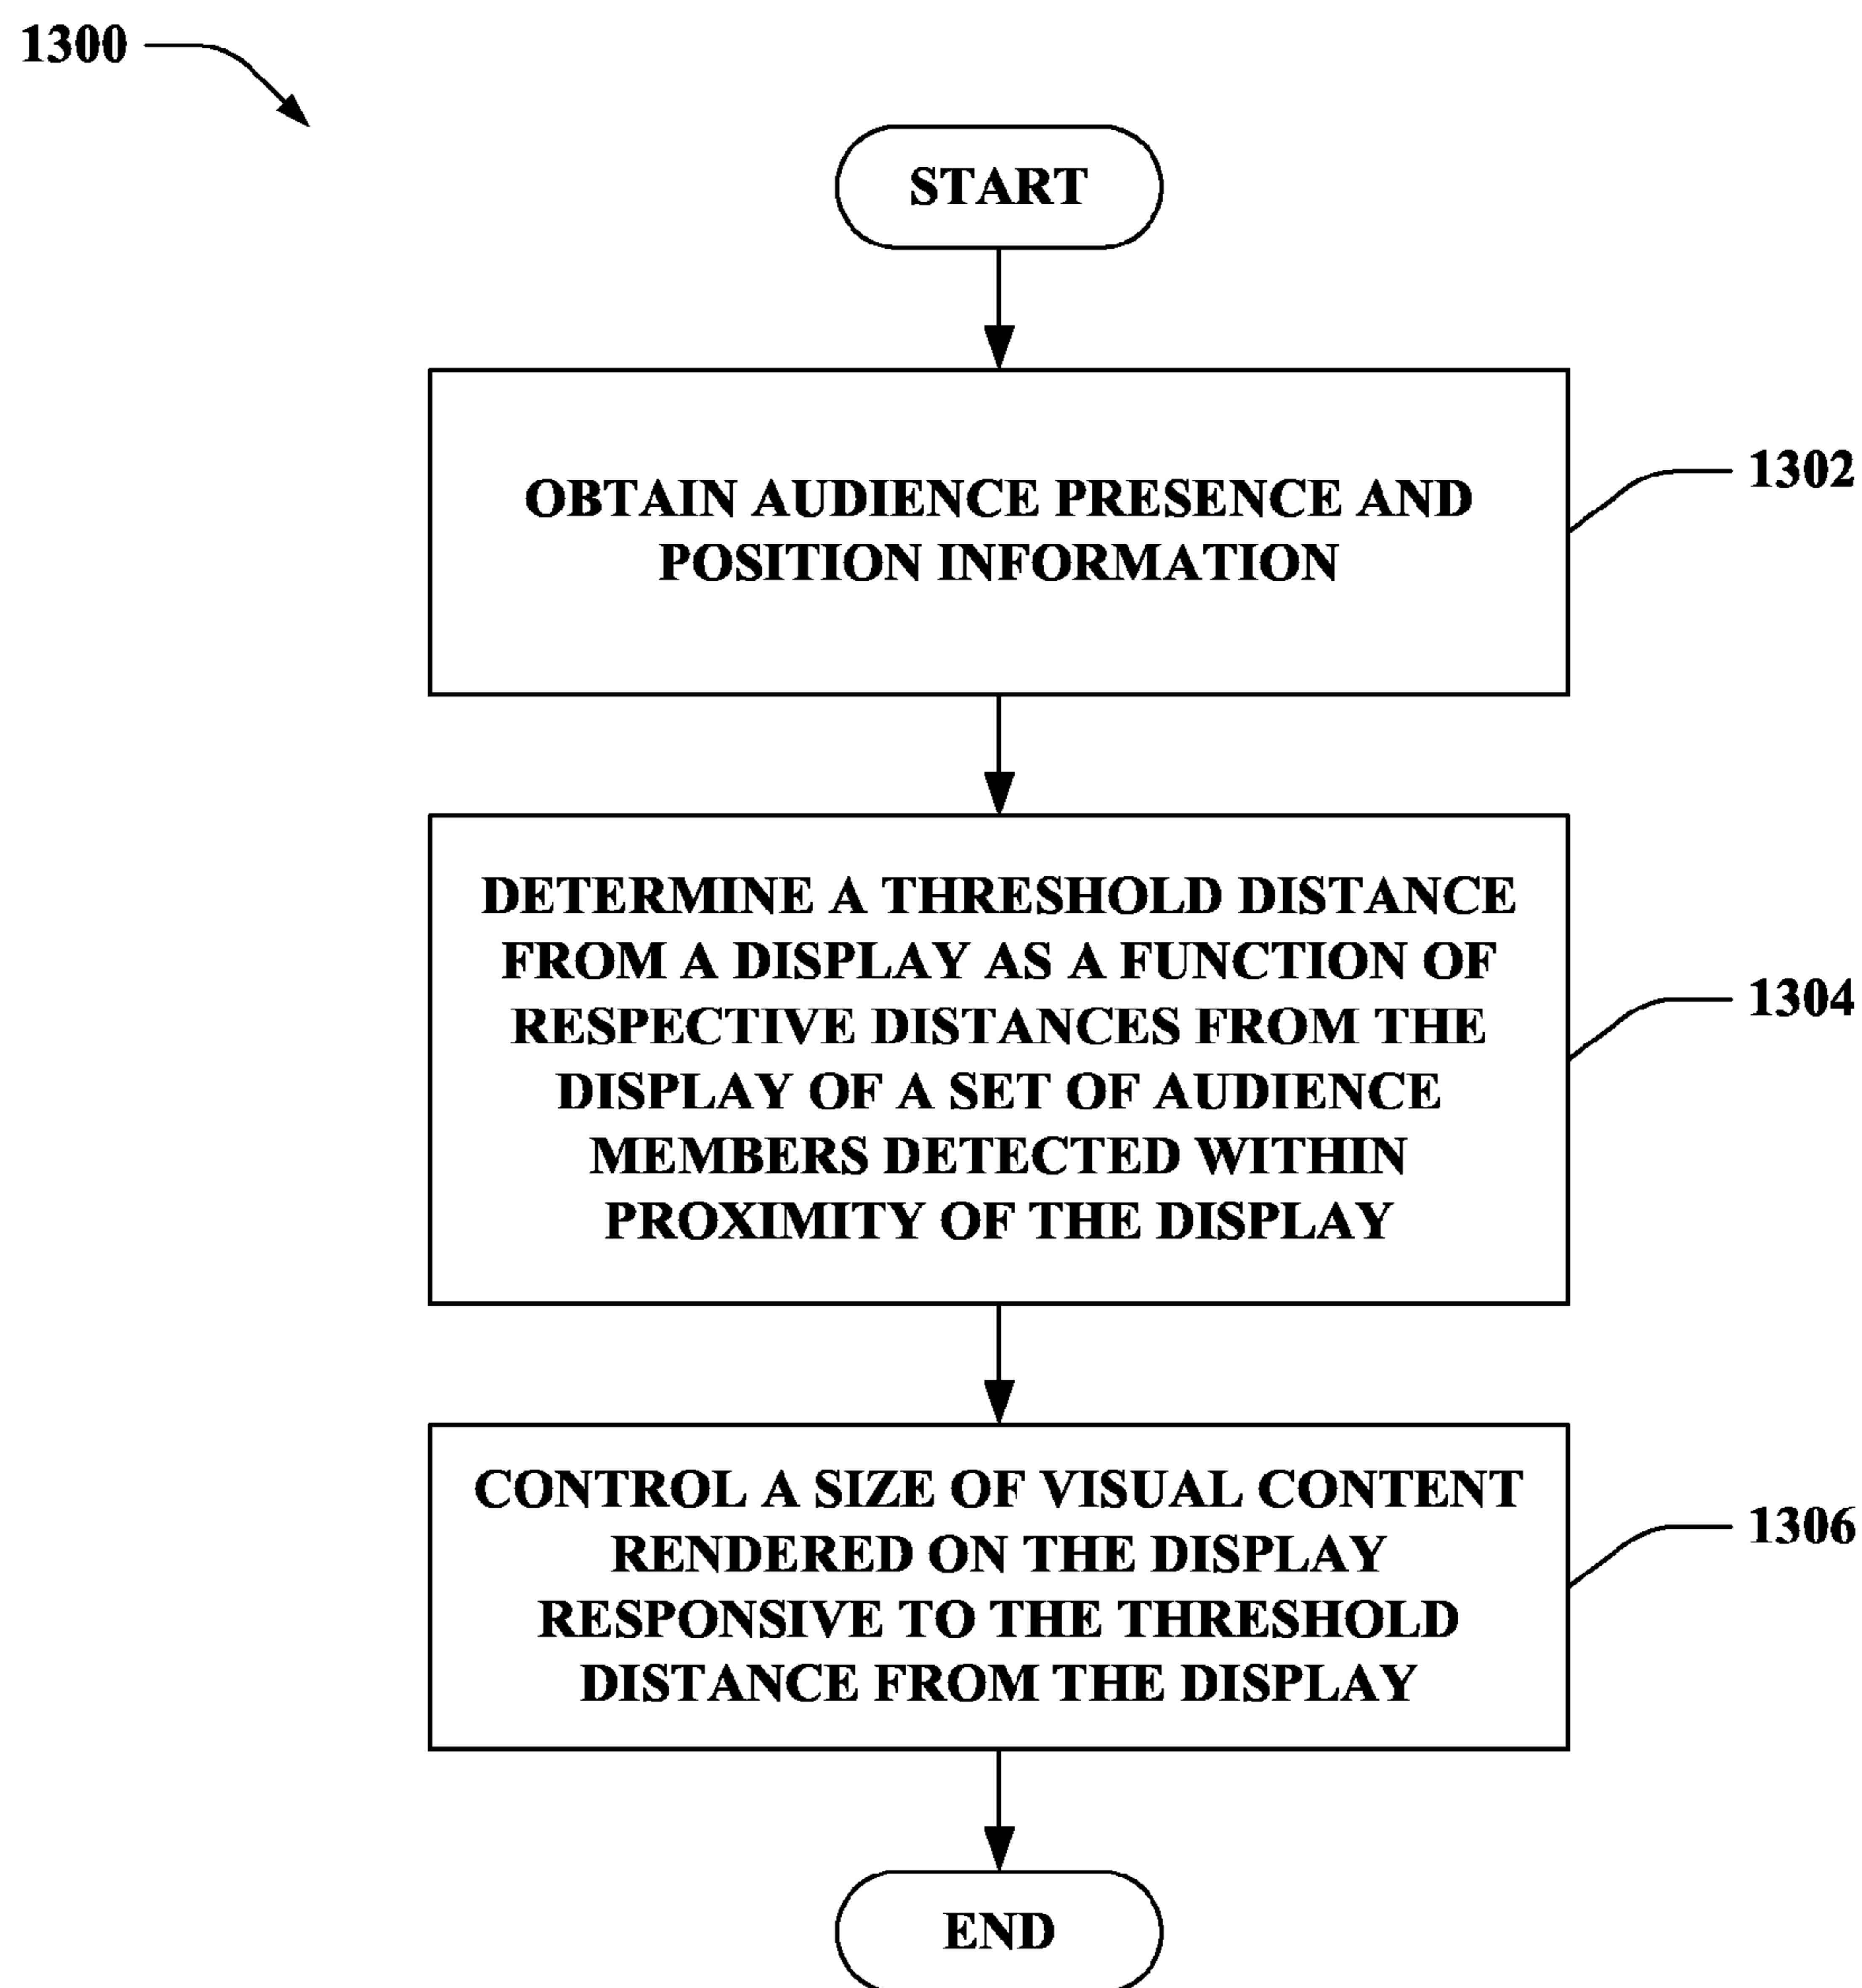 1300
START
OBTAIN AUDIENCE PRESENCE AND
POSITION INFORMATION
1302
DETERMINE A THRESHOLD DISTANCE
FROM A DISPLAY AS A FUNCTION OF
RESPECTIVE DISTANCES FROM THE
DISPLAY OF A SET OF AUDIENCE
MEMBERS DETECTED WITHIN
PROXIMITY OF THE DISPLAY
1304
CONTROL A SIZE OF VISUAL CONTENT
RENDERED ON THE DISPLAY
RESPONSIVE TO THE THRESHOLD
DISTANCE FROM THE DISPLAY
1306
END